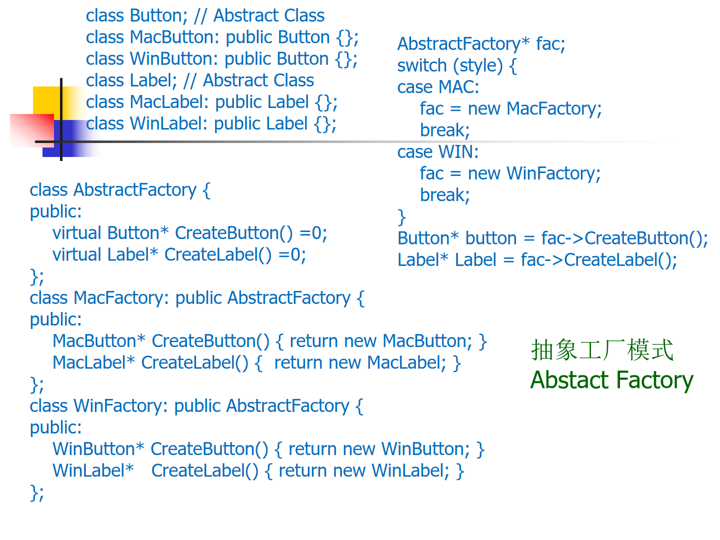 class Button; // Abstract Class
class MacButton: public Button {};
class WinButton: public Button {};
class Label; // Abstract Class
class MacLabel: public Label {};
class WinLabel: public Label {};
class AbstractFactory {
public:
virtual Button* CreateButton() =0;
virtual Label* CreateLabel() =0;
};
class MacFactory: public AbstractFactory {
public:
MacButton* CreateButton() { return new MacButton; }
MacLabel* CreateLabel() {  return new MacLabel; }
};
class WinFactory: public AbstractFactory {
public:
WinButton* CreateButton() { return new WinButton; }
WinLabel*   CreateLabel() { return new WinLabel; }
};
AbstractFactory* fac;
switch (style) {
case MAC:
fac = new MacFactory;
break;
case WIN:
fac = new WinFactory;
break;
}
Button* button = fac->CreateButton();
Label* Label = fac->CreateLabel();
抽象工厂模式
Abstact Factory